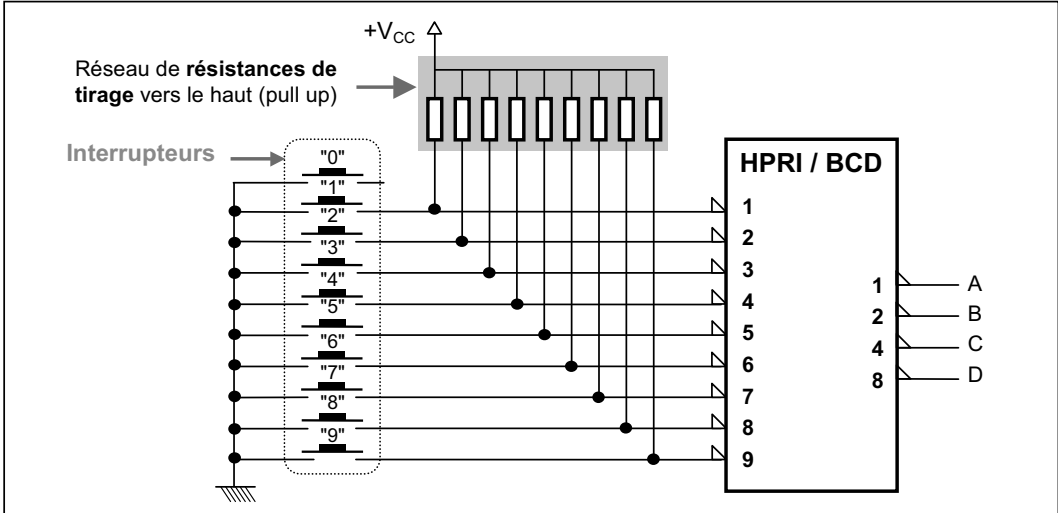 +VCC
Réseau de résistances de
tirage vers le haut (pull up)
Interrupteurs
"0"
"1"
"2"
"3"
"4"
"5"
"6"
"7"
"8"
"9"
HPRI / BCD
1
2
3
4
5
6
7
8
9
1 A
2 B
4 C
8 D